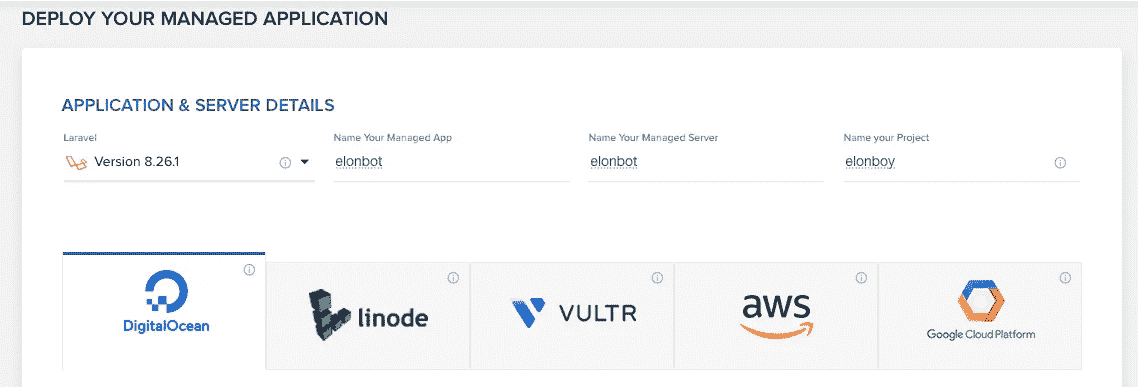 DEPLOY YOUR MANAGED APPLICATION
APPLICATION & SERVER DETAILS
Laravel
Name Your Managed App
Name Your Managed Server
Name your Project
Version 8.26.1
elonbot
elonbot
elonboy
DigitalOcean
linode
VULTR
aws
Google Cloud Platform